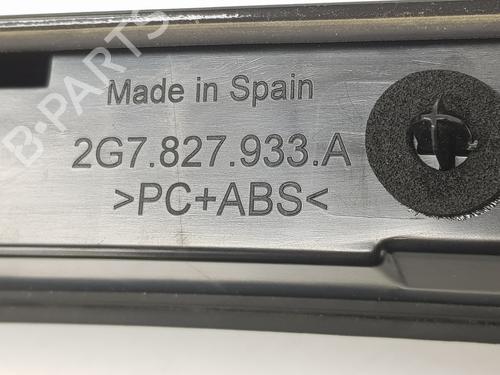 Made in Spain
2G7.827.933.A
>PC+ABS<
B-PARTS